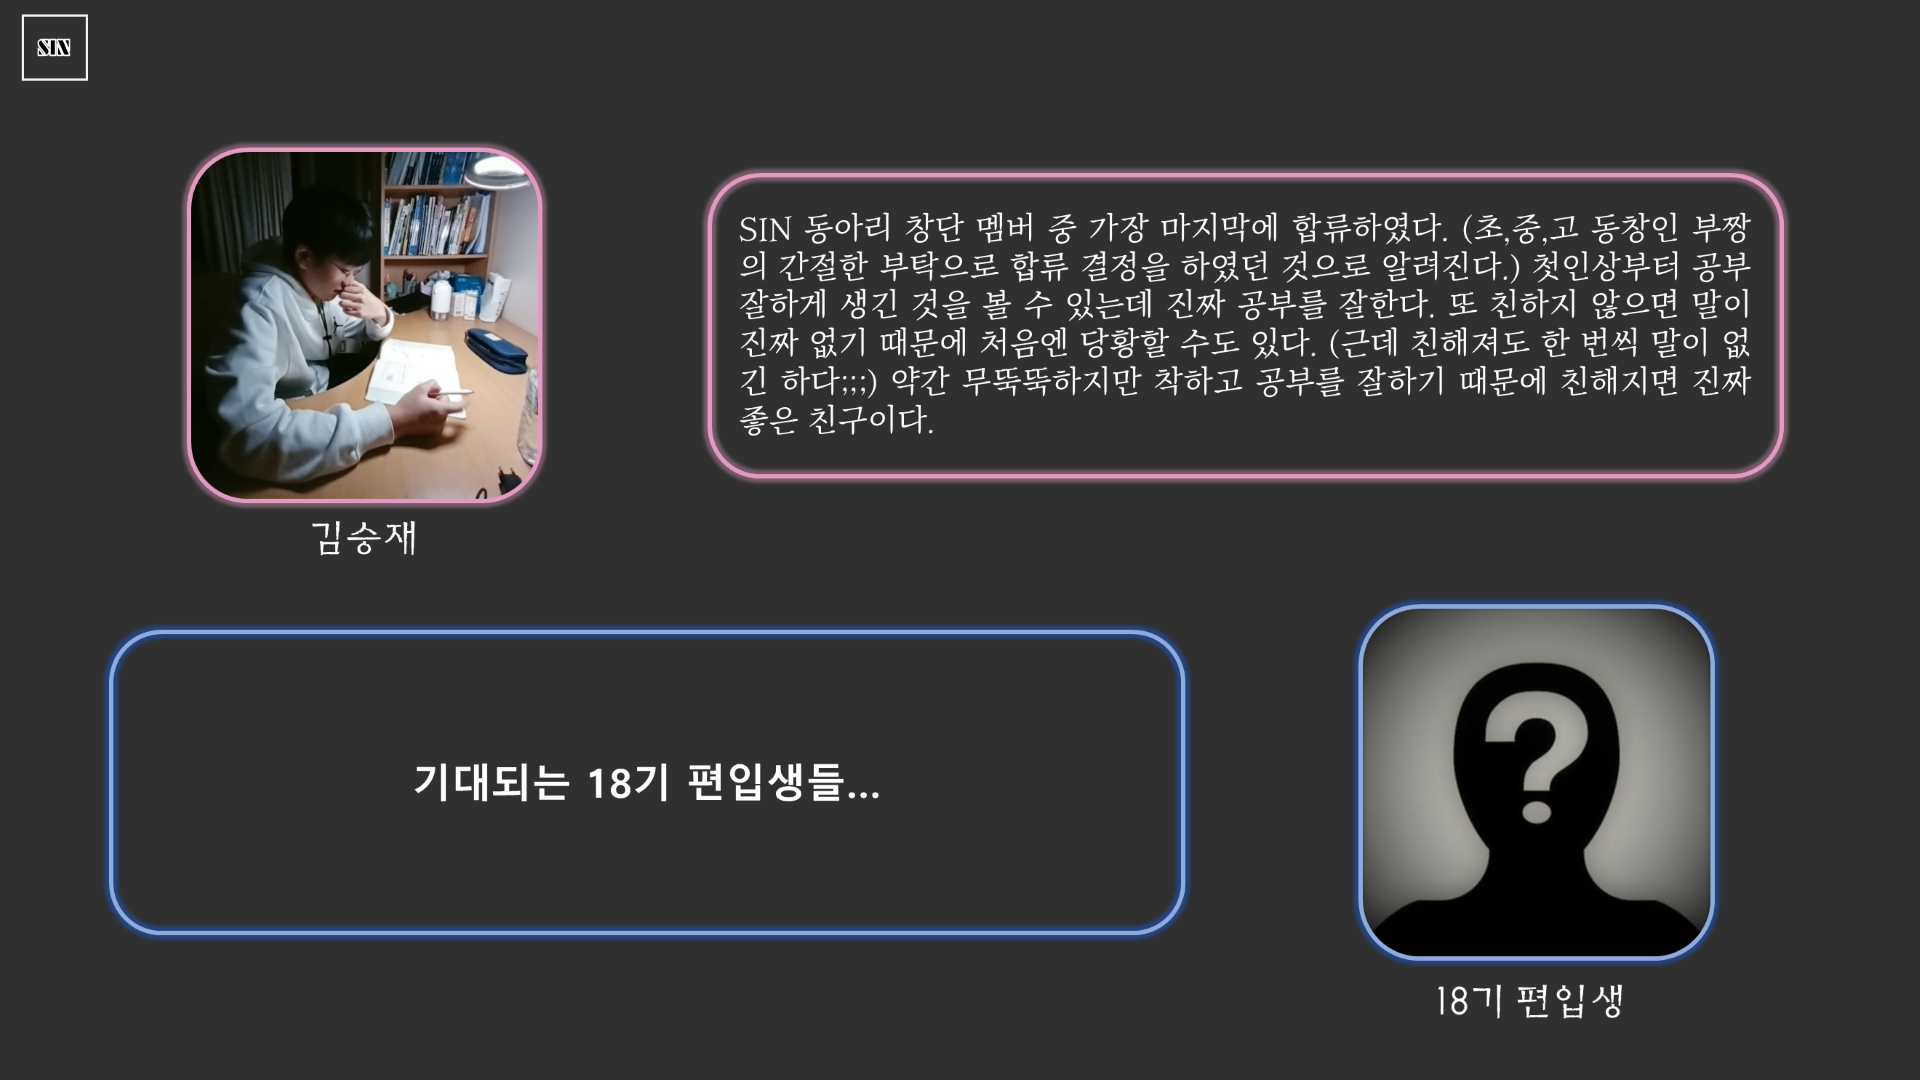 SIN
SIN 동아리 창단 멤버 중 가장 마지막에 합류하였다. (초,중,고 동창인 부짱
의 간절한 부탁으로 합류 결정을 하였던 것으로 알려진다.) 첫인상부터 공부
잘하게 생긴 것을 볼 수 있는데 진짜 공부를 잘한다. 또 친하지 않으면 말이
진짜 없기 때문에 처음엔 당황할 수도 있다. (근데 친해져도 한 번씩 말이 없
긴 하다;;;) 약간 무뚝뚝하지만 착하고 공부를 잘하기 때문에 친해지면 진짜
좋은 친구이다.
김승재
기대되는 18기 편입생들...
?
18기 편입생